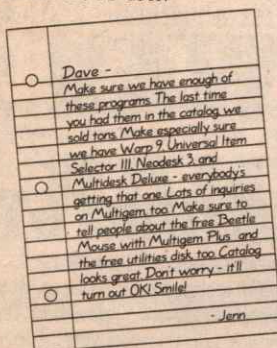 Dave -
Make sure we have enough of
these programs. The last time
you had them in the catalog we
sold tons. Make especially sure
we have Warp 9, Universal Item
Selector III, Neodesk 3, and
Multidesk Deluxe - everybody's
getting that one. Lots of inquiries
on Multigem too. Make sure to
tell people about the free Beetle
Mouse with Multigem Plus and
the free utilities disk, too. Catalog
looks great. Don't worry - it'll
turn out OK! Smile!
- Jenn